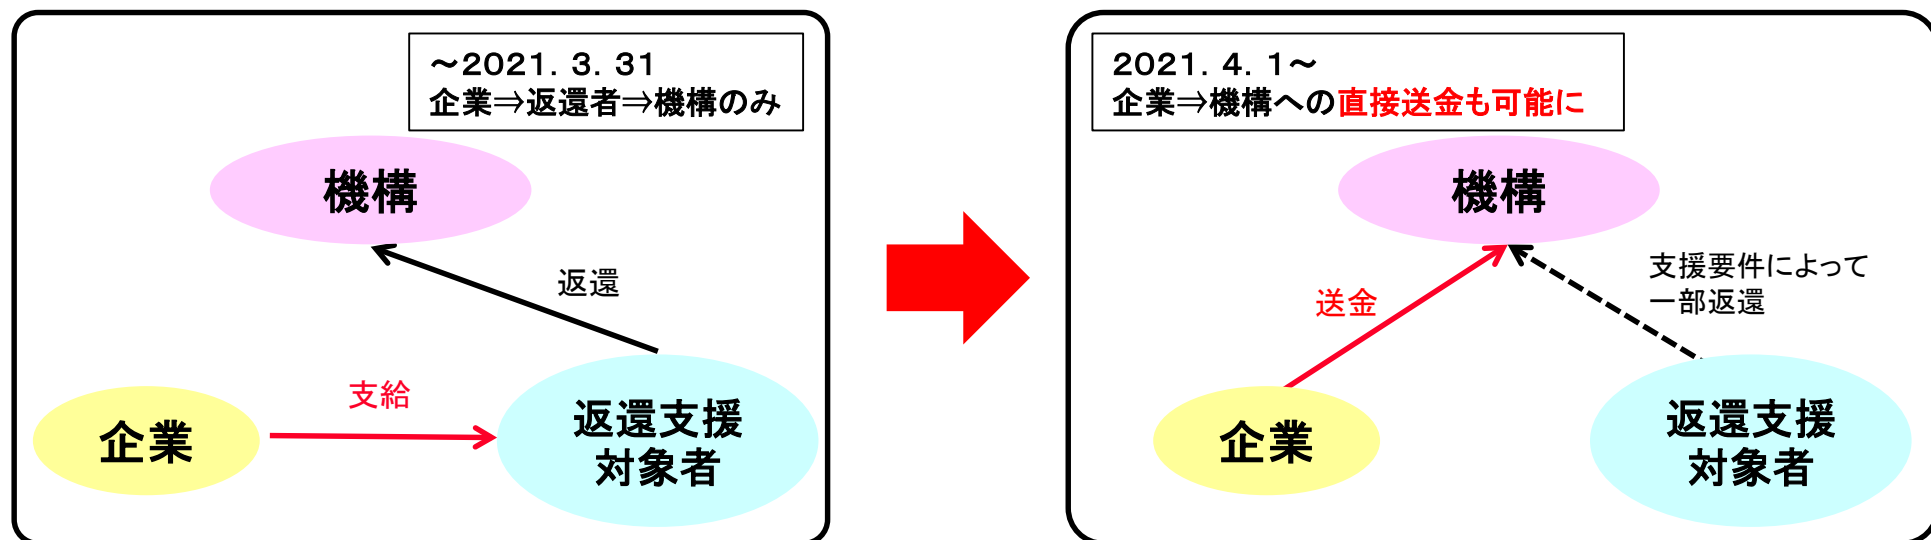 ～２０２１．３．３１
企業⇒返還者⇒機構のみ
機構
返還
支給
企業
返還支援
対象者
２０２１．４．１～
企業⇒機構への直接送金も可能に
機構
支援要件によって
一部返還
送金
企業
返還支援
対象者